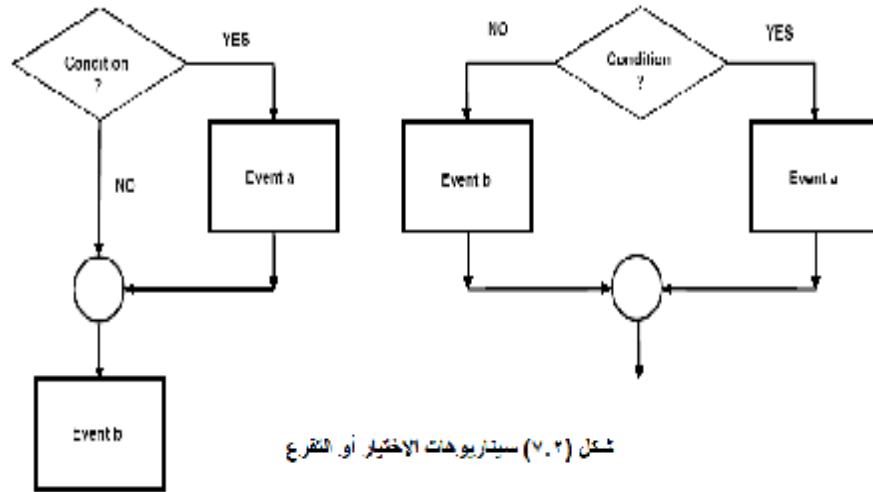 Condition
?
YES
NO
Event a
Event b
NO
Condition
?
YES
Event b
Event a
شكل (٧.٢) سيناريوهات الاختيار أو التفرع